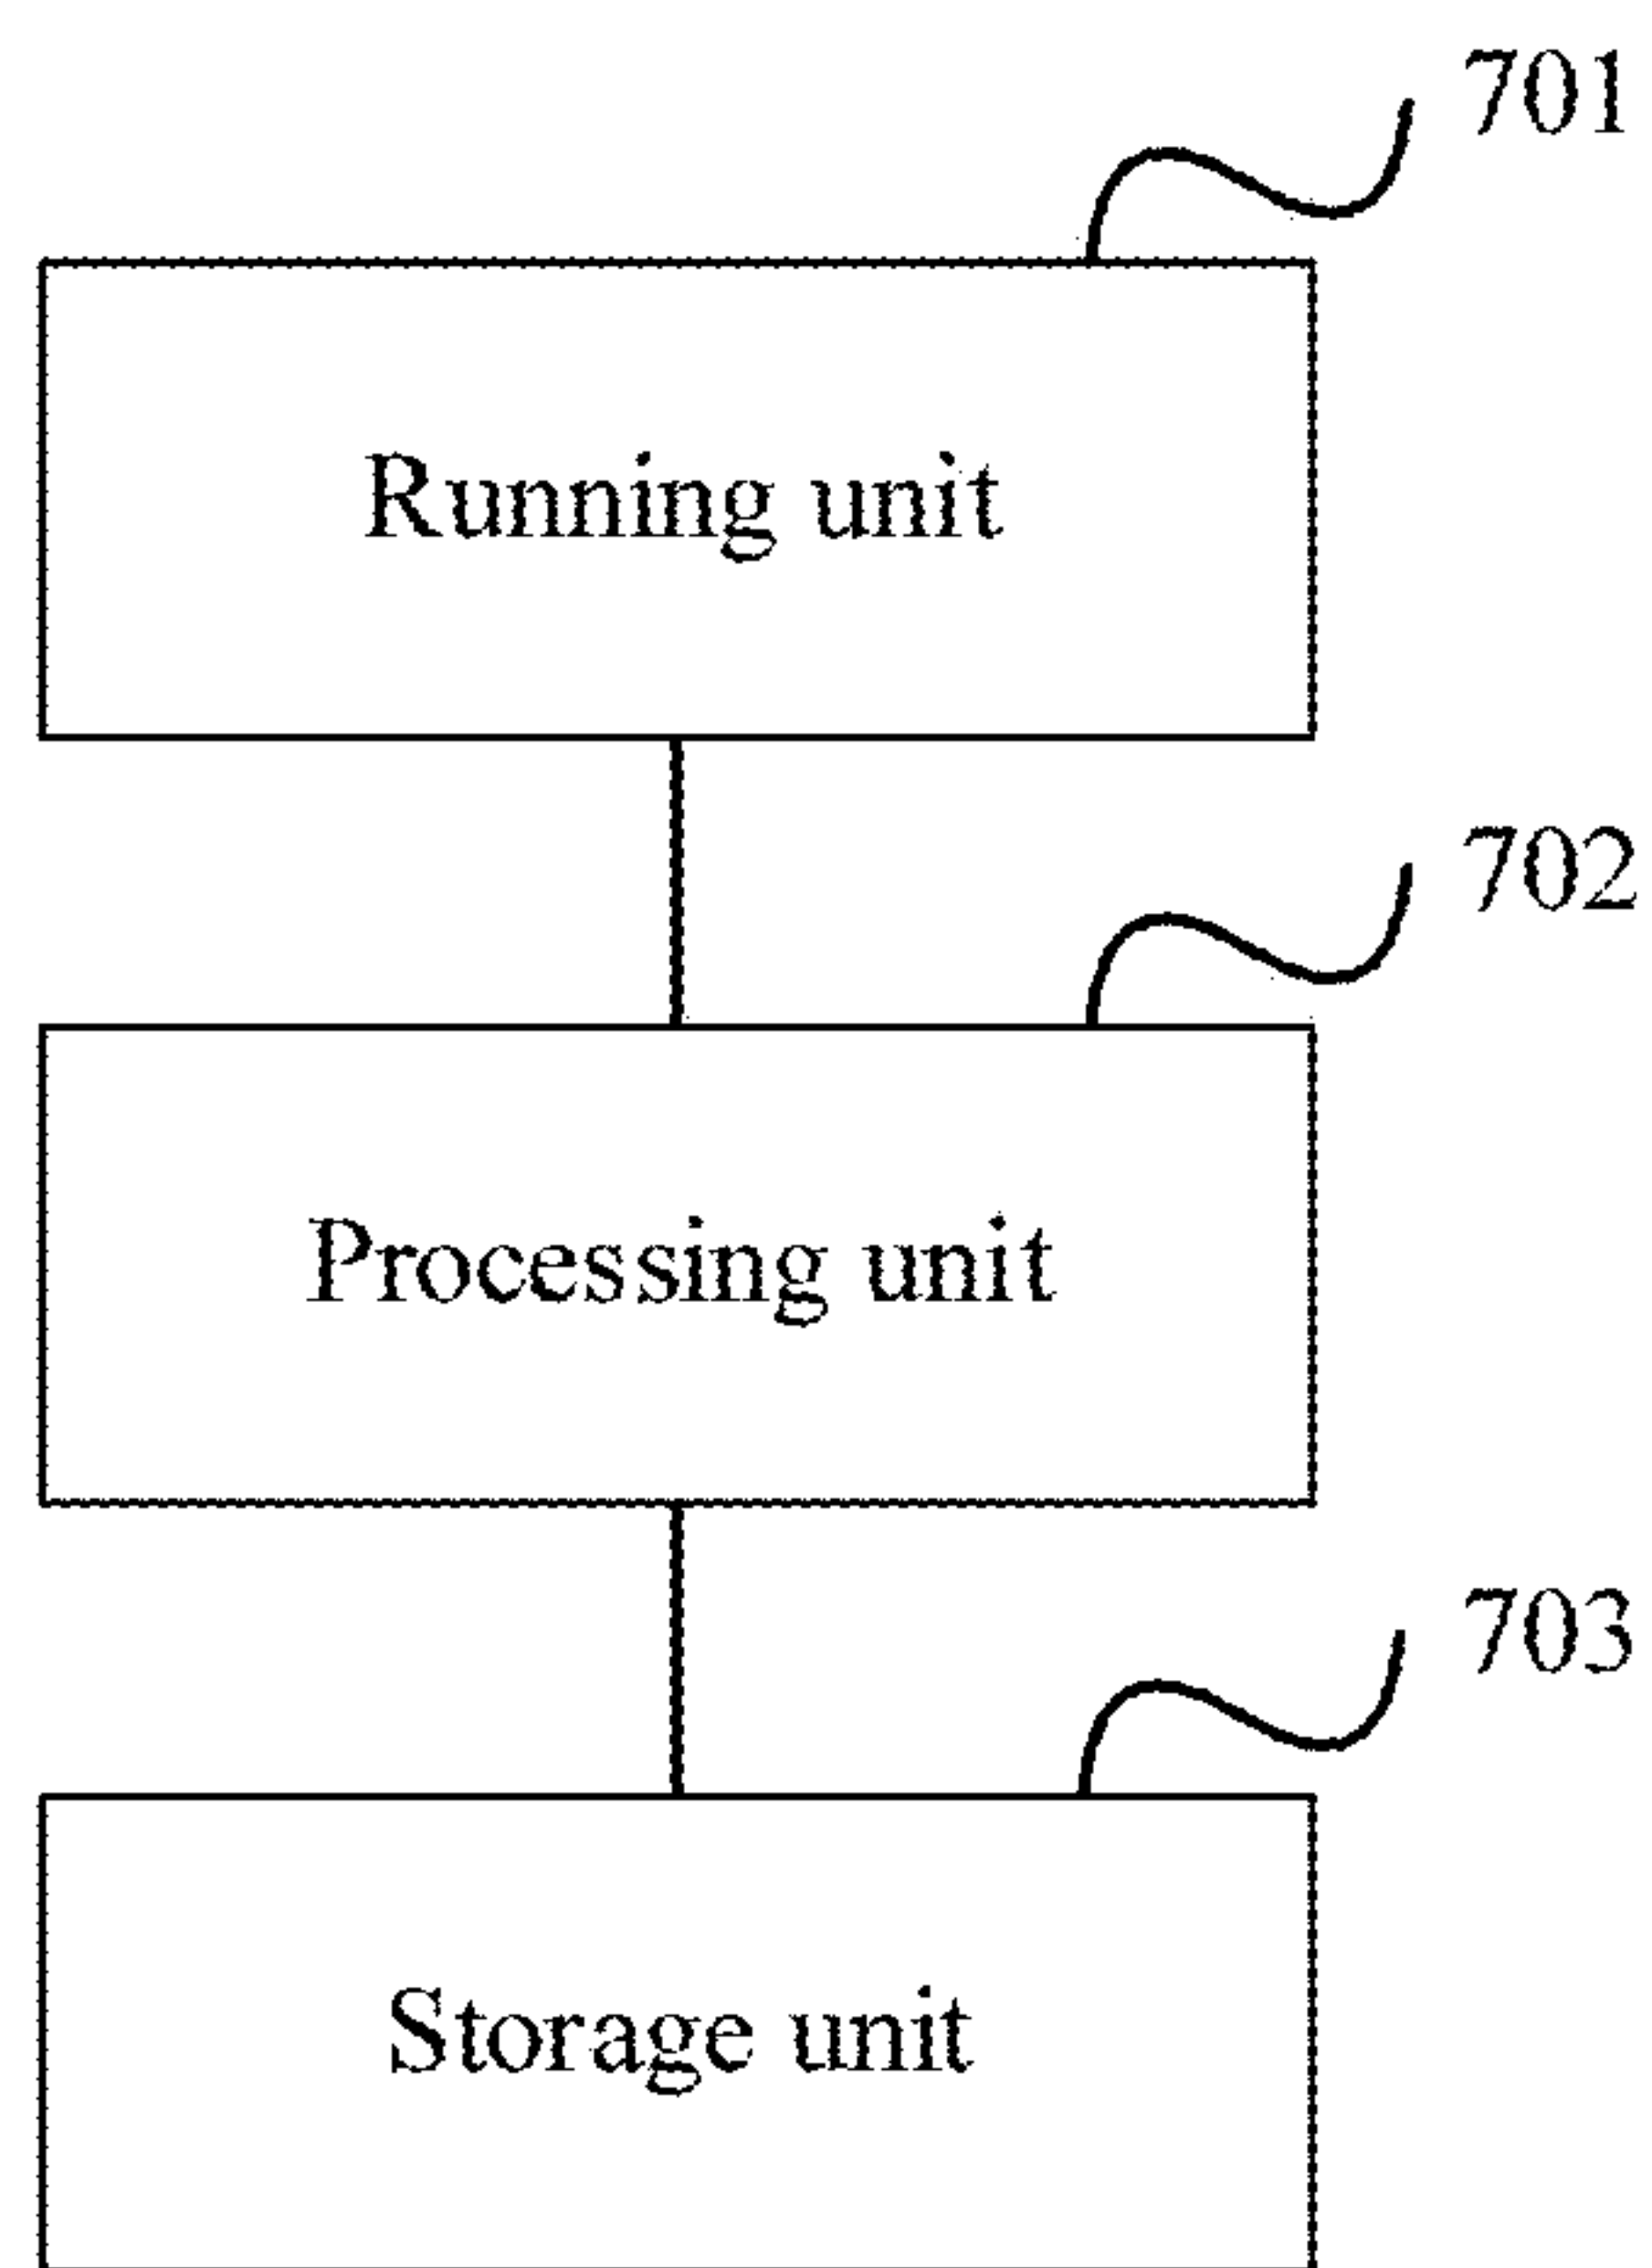 701
Running unit
702
Processing unit
703
Storage unit